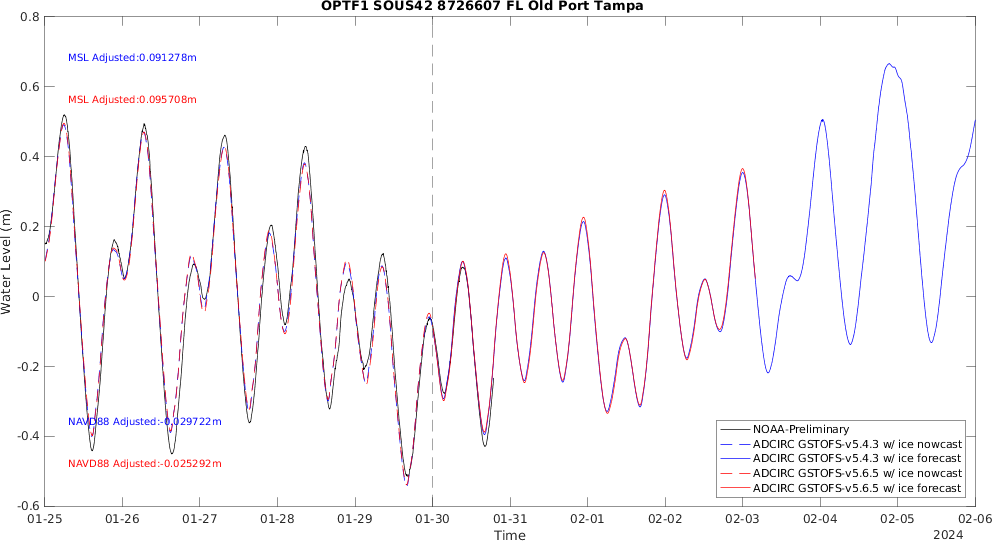 OPTF1 SOUS42 8726607 FL Old Port Tampa
0.8
0.6
0.4
0.2
0
-0.2
-0.4
-0.6
Water Level (m)
MSL Adjusted:0.091278m
MSL Adjusted:0.095708m
NAVD88 Adjusted:-0.029722m
NAVD88 Adjusted:-0.025292m
NOAA-Preliminary
ADCIRC GSTOFS-v5.4.3 w/ ice nowcast
ADCIRC GSTOFS-v5.4.3 w/ ice forecast
ADCIRC GSTOFS-v5.6.5 w/ ice nowcast
ADCIRC GSTOFS-v5.6.5 w/ ice forecast
01-25 01-26 01-27 01-28 01-29 01-30 01-31 02-01 02-02 02-03 02-04 02-05 02-06
Time
2024